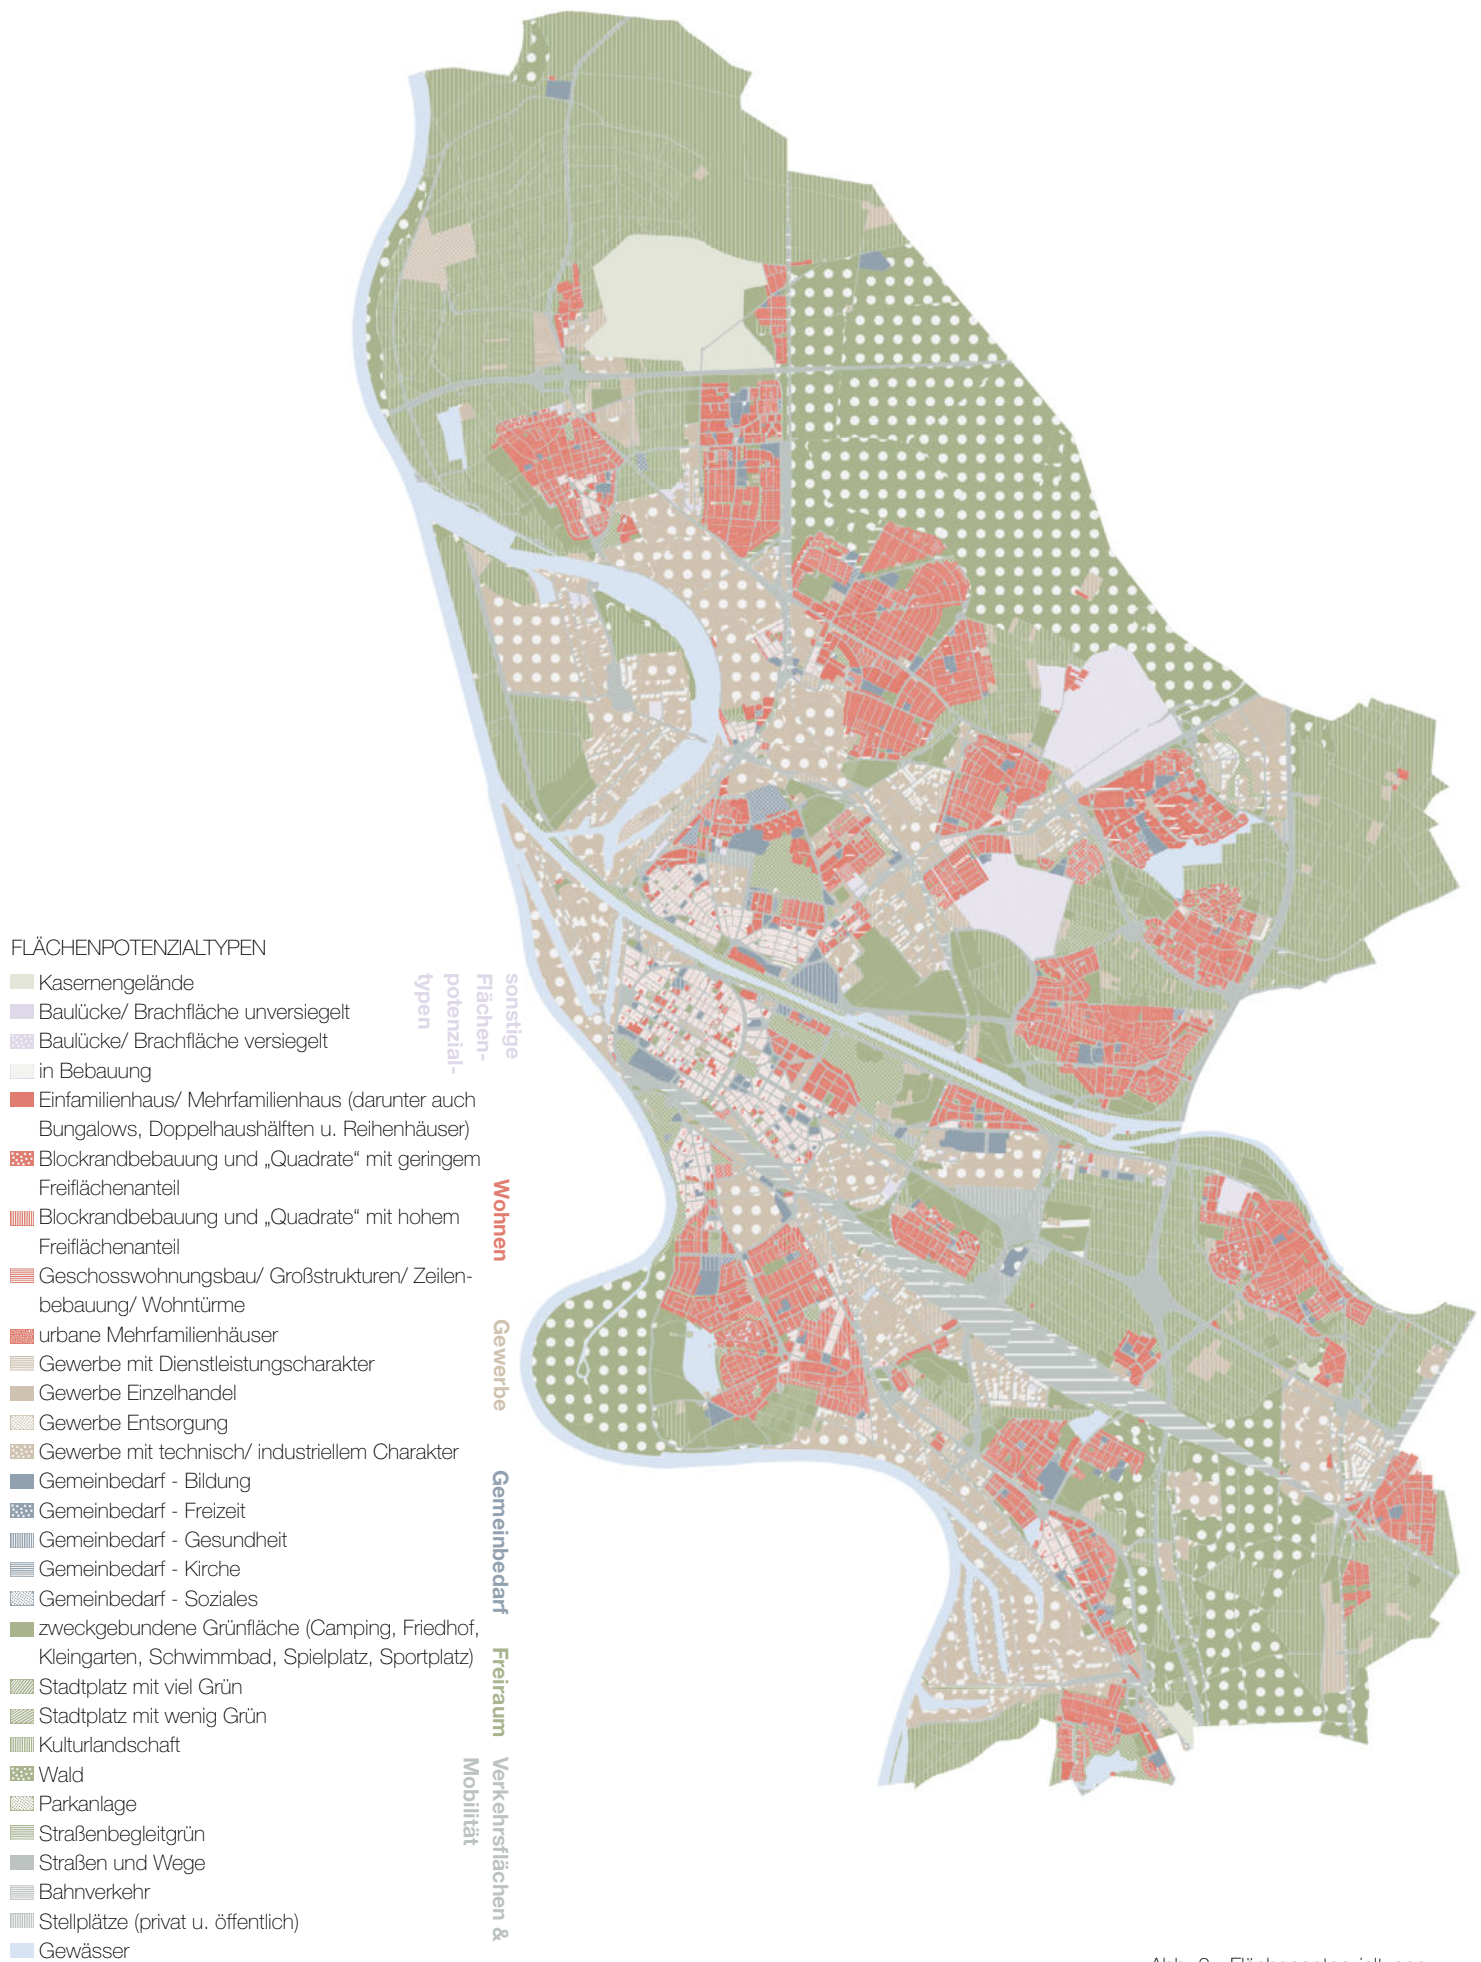 FLÄCHENPOTENZIALTYPEN
Kasernengelände
Baulücke/ Brachfläche unversiegelt
Baulücke/ Brachfläche versiegelt
in Bebauung
sonstige
Flächen-
potenzial-
typen
Einfamilienhaus/ Mehrfamilienhaus (darunter auch
Bungalows, Doppelhaushälften u. Reihenhäuser)
Blockrandbebauung und „Quadrate“ mit geringem
Freiflächenanteil
Blockrandbebauung und „Quadrate“ mit hohem
Freiflächenanteil
Geschosswohnungsbau/ Großstrukturen/ Zeilen-
bebauung/ Wohntürme
urbane Mehrfamilienhäuser
Wohnen
Gewerbe mit Dienstleistungscharakter
Gewerbe Einzelhandel
Gewerbe Entsorgung
Gewerbe mit technisch/ industriellem Charakter
Gewerbe
Gemeinbedarf - Bildung
Gemeinbedarf - Freizeit
Gemeinbedarf - Gesundheit
Gemeinbedarf - Kirche
Gemeinbedarf - Soziales
Gemeinbedarf
zweckgebundene Grünfläche (Camping, Friedhof,
Kleingarten, Schwimmbad, Spielplatz, Sportplatz)
Stadtplatz mit viel Grün
Stadtplatz mit wenig Grün
Kulturlandschaft
Wald
Parkanlage
Straßenbegleitgrün
Freiraum
Straßen und Wege
Bahnverkehr
Stellplätze (privat u. öffentlich)
Gewässer
Verkehrsflächen &
Mobilität